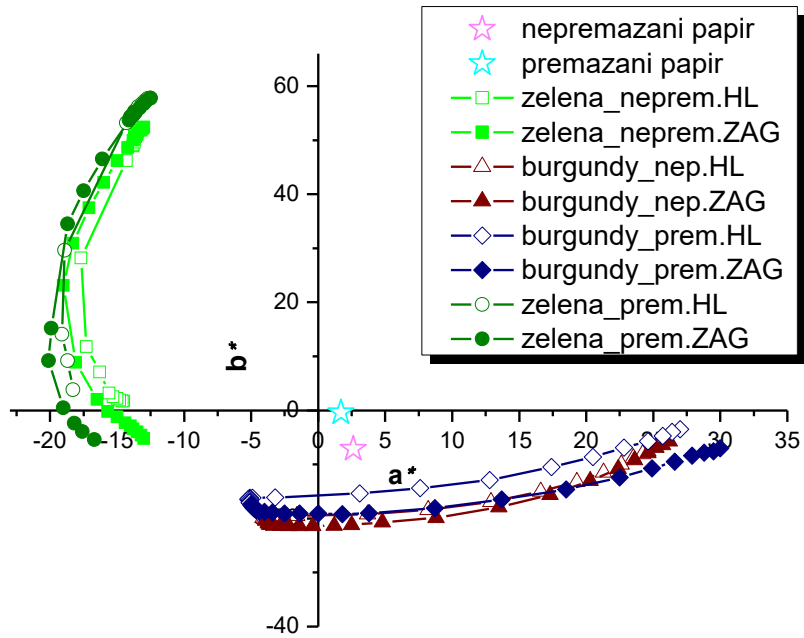 nepremazani papir
premazani papir
zelena_neprem.HL
zelena_neprem.ZAG
burgundy_nep.HL
burgundy_nep.ZAG
burgundy_prem.HL
burgundy_prem.ZAG
zelena_prem.HL
zelena_prem.ZAG
60
40
20
b*
0
-20 -15 -10 -5 0 5 10 15 20 25 30 35
a*
-40